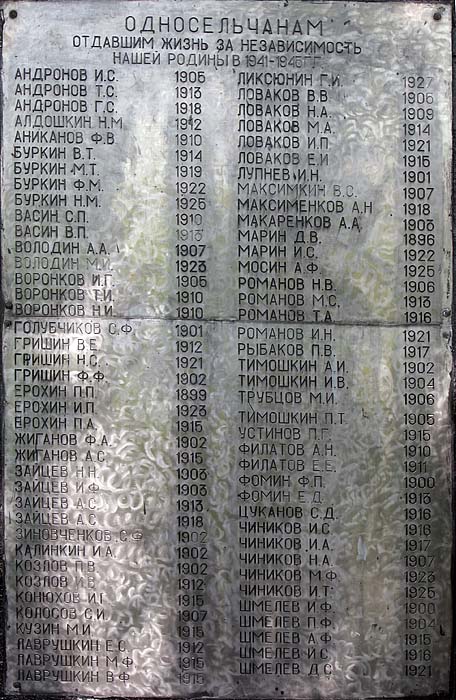 ОДНОСЕЛЬЧАНАМ
ОТДАВШИМ ЖИЗНЬ ЗА НЕЗАВИСИМОСТЬ
НАШЕЙ РОДИНЫ В 1941-1945 Г.Г.
АНДРОНОВ И.С. 1905
АНДРОНОВ Т.С. 1913
АНДРОНОВ Г.С. 1918
АЛДОШКИН Н.М 1912
АНИКАНОВ Ф.В 1910
БУРКИН В.Т. 1914
БУРКИН М.Т. 1919
БУРКИН Ф.М. 1922
БУРКИН Н.М. 1925
ВАСИН С.П. 1910
ВАСИН В.П. 1913
ВОЛОДИН А.А. 1907
ВОЛОДИН М.И. 1923
ВОРОНКОВ И.Г. 1905
ВОРОНКОВ Т.И. 1910
ВОРОНКОВ Н.И. 1910
ГОЛУБЧИКОВ С.Ф. 1901
ГРИШИН В.Е. 1912
ГРИШИН Н.С. 1921
ГРИШИН Ф.Ф. 1902
ЕРОХИН П.П. 1899
ЕРОХИН И.П. 1923
ЕРОХИН П.А. 1915
ЖИГАНОВ Ф.А. 1902
ЖИГАНОВ А.С. 1915
ЗАЙЦЕВ Н.Н. 1903
ЗАЙЦЕВ И.Ф. 1903
ЗАЙЦЕВ А.С. 1913
ЗАЙЦЕВ А.С. 1918
ЗИНОВЧЕНКОВ С.Ф. 1902
КАЛИНКИН И.А. 1902
КОЗЛОВ П.В. 1902
КОЗЛОВ И.В. 1912
КОНЮХОВ И.Г. 1915
КОЛОСОВ С.И. 1907
КУЗИН М.И. 1915
ЛАВРУШКИН Е.С. 1912
ЛАВРУШКИН М.Ф. 1915
ЛАВРУШКИН В.Ф. 1915
ЛИКСЮНИН Г.И. 1927
ЛОВАКОВ В.В. 1905
ЛОВАКОВ Н.А. 1909
ЛОВАКОВ М.А. 1914
ЛОВАКОВ И.П. 1921
ЛОВАКОВ Е.И. 1915
ЛУПНЕВ И.Н. 1901
МАКСИМКИН В.С. 1907
МАКСИМЕНКОВ А.Н 1918
МАКАРЕНКОВ А.А. 1903
МАРИН Д.В. 1896
МАРИН И.С. 1922
МОСИН А.Ф. 1925
РОМАНОВ Н.В. 1906
РОМАНОВ М.С. 1913
РОМАНОВ Т.А. 1916
РОМАНОВ И.Н. 1921
РЫБАКОВ П.В. 1917
ТИМОШКИН А.И. 1902
ТИМОШКИН И.В. 1904
ТРУБЦОВ М.И. 1906
ТИМОШКИН П.Т. 1905
УСТИНОВ П.Г. 1915
ФИЛАТОВ А.Н. 1910
ФИЛАТОВ Е.Е. 1911
ФОМИН Ф.П. 1900
ФОМИН Е.Д. 1913
ЦУКАНОВ С.Д. 1916
ЧИНИКОВ И.С. 1916
ЧИНИКОВ И.А. 1917
ЧИНИКОВ Н.А. 1907
ЧИНИКОВ М.Ф. 1923
ЧИНИКОВ И.Т. 1925
ШМЕЛЕВ И.Ф. 1900
ШМЕЛЕВ П.Ф. 1904
ШМЕЛЕВ А.Ф. 1915
ШМЕЛЕВ И.С. 1916
ШМЕЛЕВ Д.С. 1921